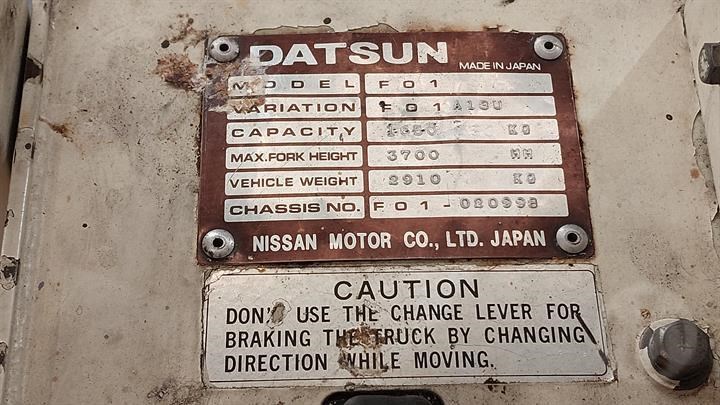 DATSUN
MADE IN JAPAN
MODEL F01
VARIATION F01A18U
CAPACITY KG
MAX.FORK HEIGHT 3700 MM
VEHICLE WEIGHT 2910 KG
CHASSIS NO. F01-020998
NISSAN MOTOR CO., LTD. JAPAN
CAUTION
DON'T USE THE CHANGE LEVER FOR
BRAKING THE TRUCK BY CHANGING
DIRECTION WHILE MOVING.